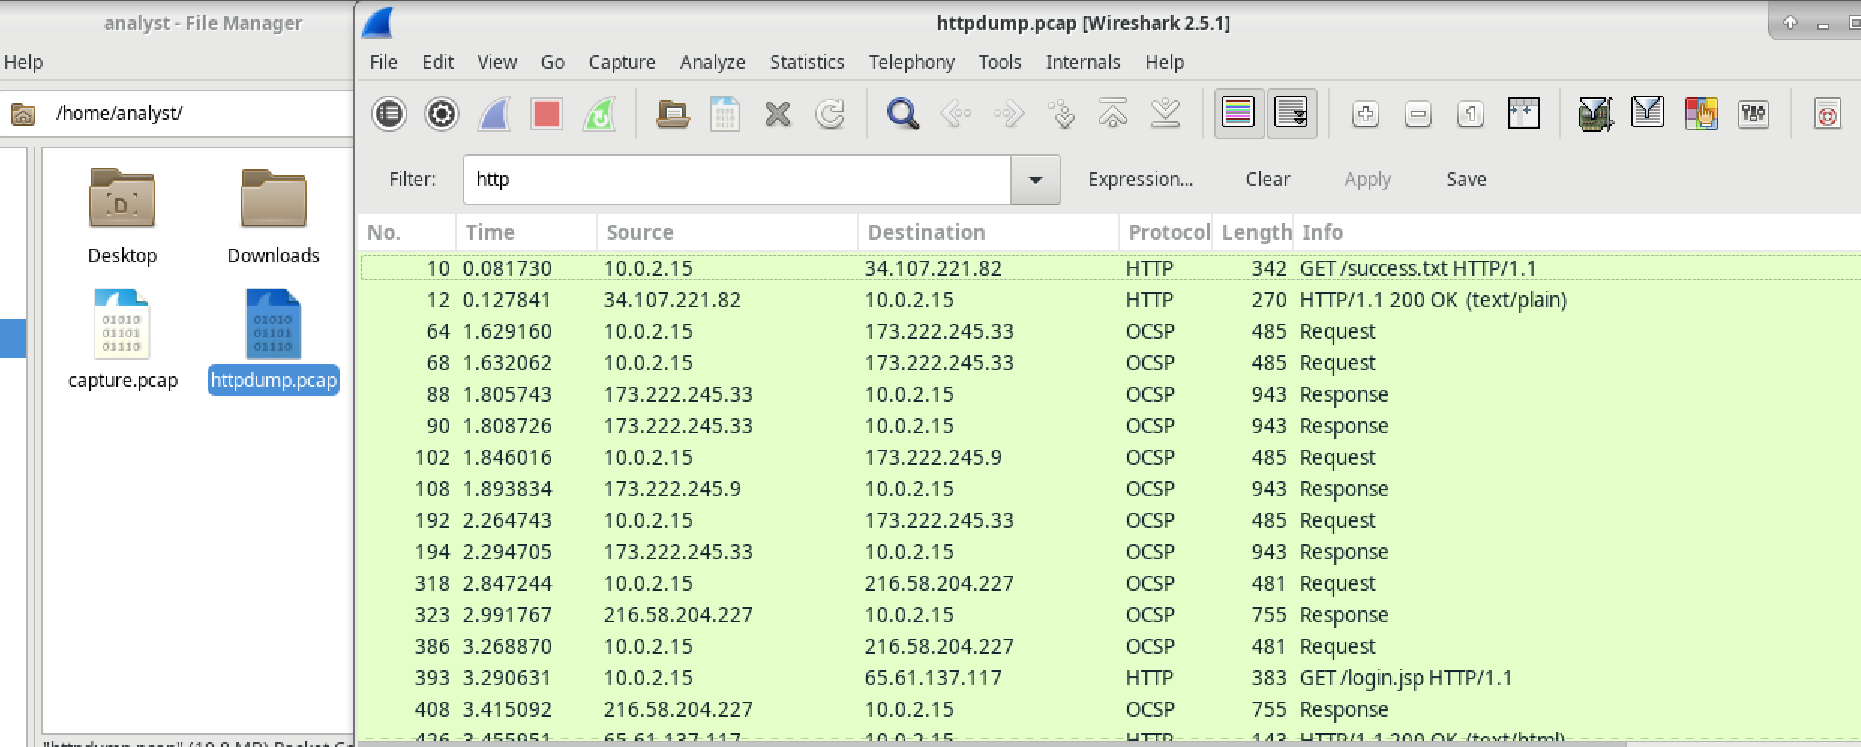 analyst - File Manager
Help
/home/analyst/
Desktop
Downloads
capture.pcap
httpdump.pcap
httpdump.pcap [Wireshark 2.5.1]
File Edit View Go Capture Analyze Statistics Telephony Tools Internals Help
Filter: http Expression... Clear Apply Save
No. Time Source Destination Protocol Length Info
10 0.081730 10.0.2.15 34.107.221.82 HTTP 342 GET /success.txt HTTP/1.1
12 0.127841 34.107.221.82 10.0.2.15 HTTP 270 HTTP/1.1 200 OK (text/plain)
64 1.629160 10.0.2.15 173.222.245.33 OCSP 485 Request
68 1.632062 10.0.2.15 173.222.245.33 OCSP 485 Request
88 1.805743 173.222.245.33 10.0.2.15 OCSP 943 Response
90 1.808726 173.222.245.33 10.0.2.15 OCSP 943 Response
102 1.846016 10.0.2.15 173.222.245.9 OCSP 485 Request
108 1.893834 173.222.245.9 10.0.2.15 OCSP 943 Response
192 2.264743 10.0.2.15 173.222.245.33 OCSP 485 Request
194 2.294705 173.222.245.33 10.0.2.15 OCSP 943 Response
318 2.847244 10.0.2.15 216.58.204.227 OCSP 481 Request
323 2.991767 216.58.204.227 10.0.2.15 OCSP 755 Response
386 3.268870 10.0.2.15 216.58.204.227 OCSP 481 Request
393 3.290631 10.0.2.15 65.61.137.117 HTTP 383 GET /login.jsp HTTP/1.1
408 3.415092 216.58.204.227 10.0.2.15 OCSP 755 Response
426 3.455951 65.61.137.117 10.0.2.15 HTTP 143 HTTP/1.1 200 OK (text/html)